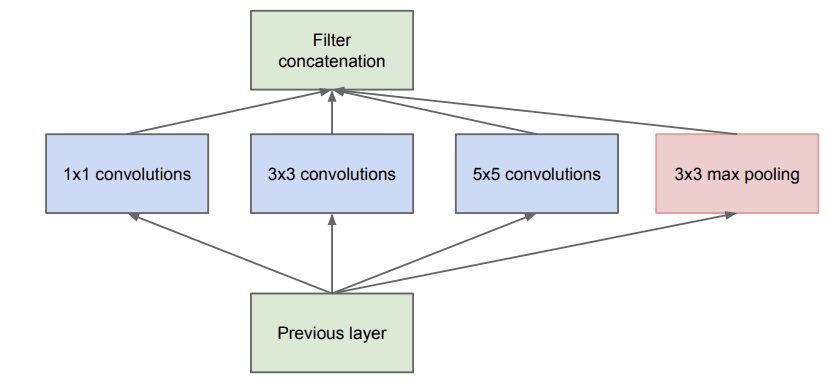 Filter
concatenation
1x1 convolutions
3x3 convolutions
5x5 convolutions
3x3 max pooling
Previous layer